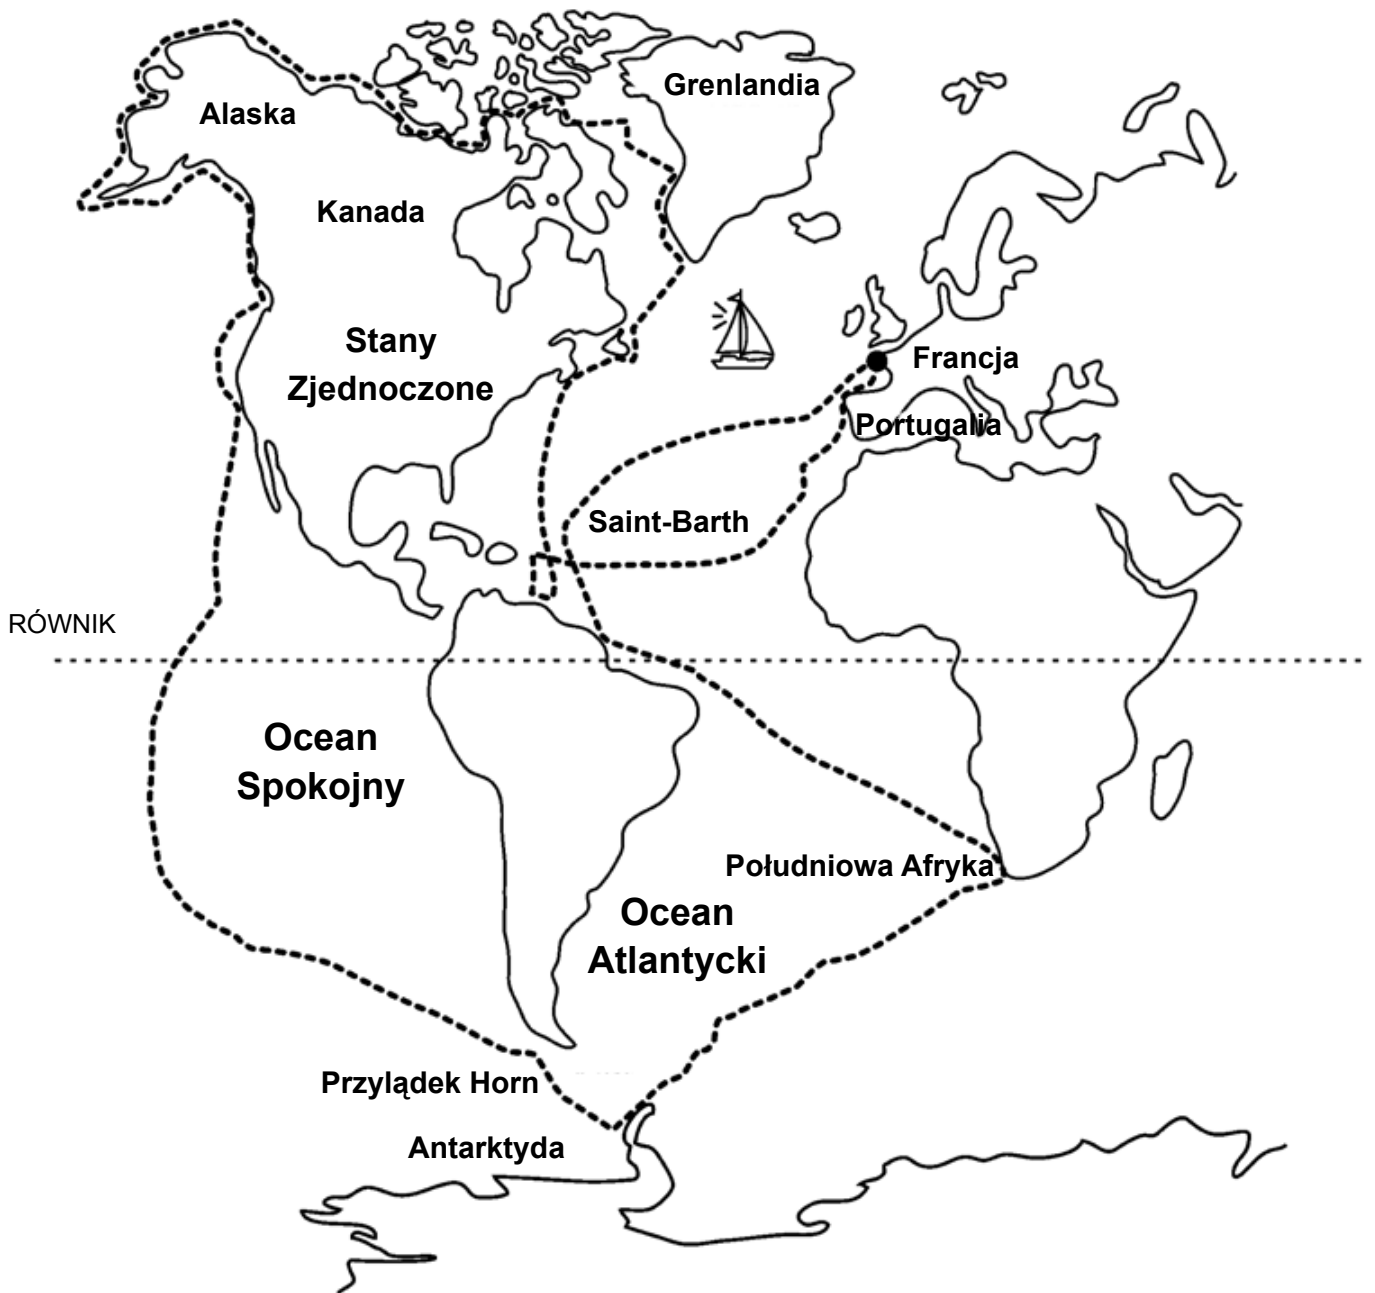 Grenlandia
Alaska
Kanada
Stany
Zjednoczone
Francja
Portugalia
Saint-Barth
RÓWNIK
Ocean
Spokojny
Południowa Afryka
Ocean
Atlantycki
Przylądek Horn
Antarktyda